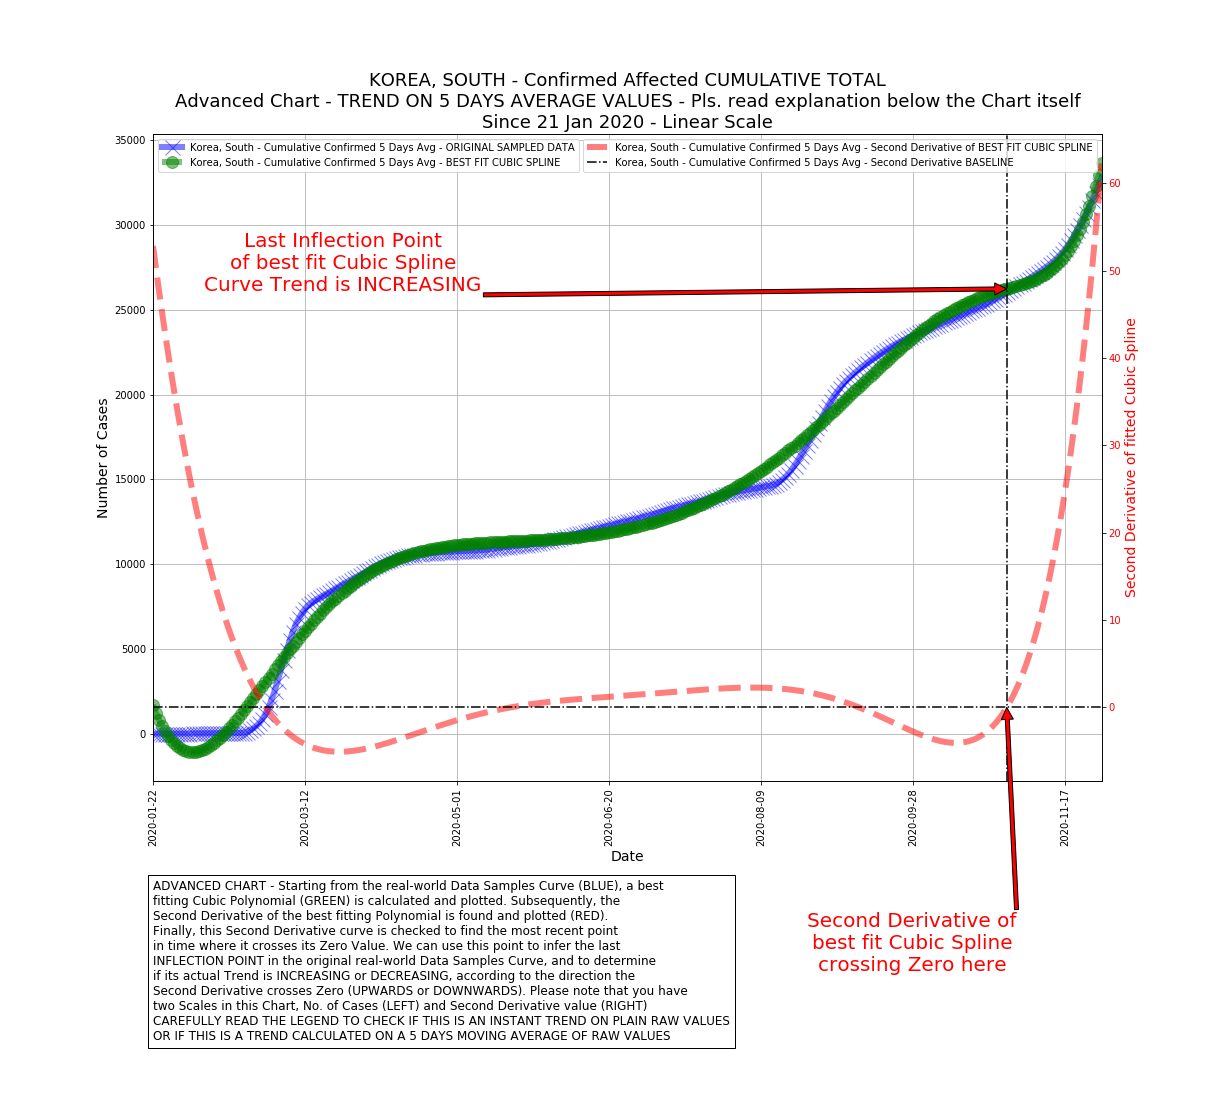 KOREA, SOUTH - Confirmed Affected CUMULATIVE TOTAL
Advanced Chart - TREND ON 5 DAYS AVERAGE VALUES - Pls. read explanation below the Chart itself
Since 21 Jan 2020 - Linear Scale
Korea, South - Cumulative Confirmed 5 Days Avg - ORIGINAL SAMPLED DATA
Korea, South - Cumulative Confirmed 5 Days Avg - BEST FIT CUBIC SPLINE
Korea, South - Cumulative Confirmed 5 Days Avg - Second Derivative of BEST FIT CUBIC SPLINE
Korea, South - Cumulative Confirmed 5 Days Avg - Second Derivative BASELINE
Last Inflection Point
of best fit Cubic Spline
Curve Trend is INCREASING
Number of Cases
35000
30000
25000
20000
15000
10000
5000
0
60
50
40
30
20
10
0
Second Derivative of fitted Cubic Spline
2020-01-22
2020-03-12
2020-05-01
2020-06-20
2020-08-09
2020-09-28
2020-11-17
Date
Second Derivative of
best fit Cubic Spline
crossing Zero here
ADVANCED CHART - Starting from the real-world Data Samples Curve (BLUE), a best
fitting Cubic Polynomial (GREEN) is calculated and plotted. Subsequently, the
Second Derivative of the best fitting Polynomial is found and plotted (RED).
Finally, this Second Derivative curve is checked to find the most recent point
in time where it crosses its Zero Value. We can use this point to infer the last
INFLECTION POINT in the original real-world Data Samples Curve, and to determine
if its actual Trend is INCREASING or DECREASING, according to the direction the
Second Derivative crosses Zero (UPWARDS or DOWNWARDS). Please note that you have
two Scales in this Chart, No. of Cases (LEFT) and Second Derivative value (RIGHT)
CAREFULLY READ THE LEGEND TO CHECK IF THIS IS AN INSTANT TREND ON PLAIN RAW VALUES
OR IF THIS IS A TREND CALCULATED ON A 5 DAYS MOVING AVERAGE OF RAW VALUES